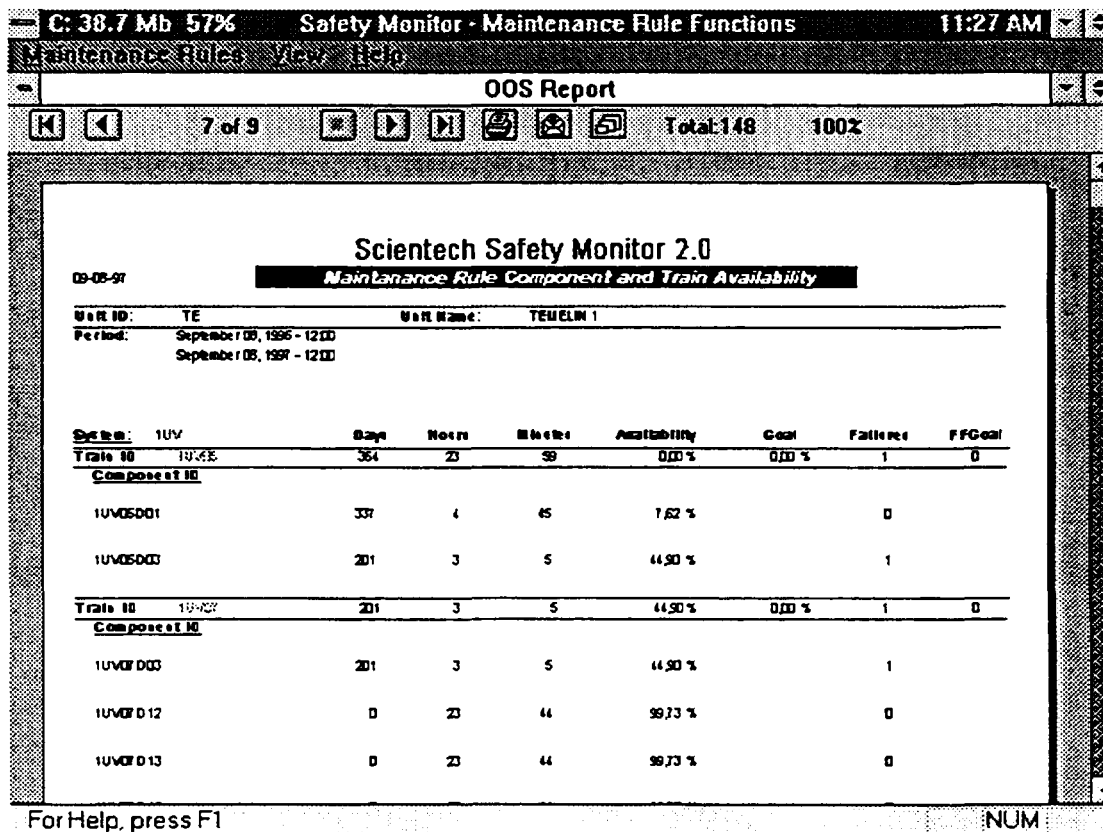 C: 38.7 Mb 57% Safety Monitor - Maintenance Rule Functions 11:27 AM
Maintenance Rules View Help
OOS Report
7 of 9 Total:148 100%
Scientech Safety Monitor 2.0
09-08-97 Maintanance Rule Component and Train Availability
Unit ID: TE Unit Name: TEMELIN 1
Period: September 08, 1996 - 12:00
September 08, 1997 - 12:00
System: 1UV Days Hours Minutes Availability Goal Failures FFGoal
Train ID 364 23 59 0,00 % 0,00 % 1 0
Component ID
1UV05D01 337 4 45 7,62 % 0
1UV05D03 201 3 5 44,90 % 1
Train ID 1UV07 201 3 5 44,90 % 0,00 % 1 0
Component ID
1UV07D03 201 3 5 44,90 % 1
1UV07D12 0 23 44 99,73 % 0
1UV07D13 0 23 44 99,73 % 0
For Help, press F1 NUM